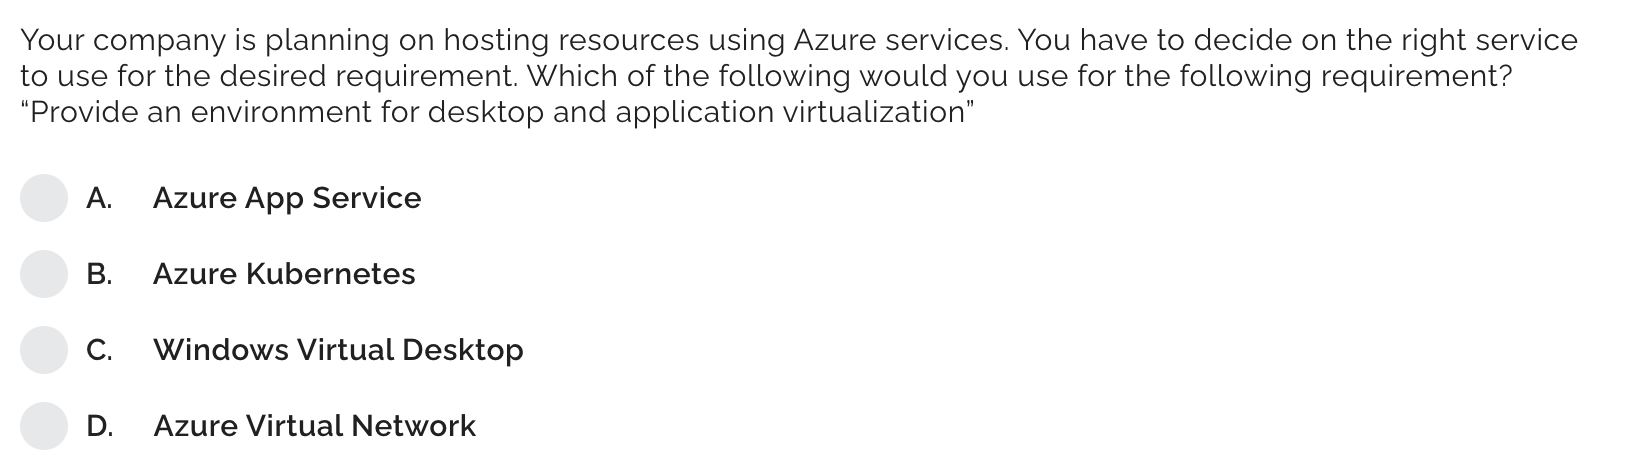 Your company is planning on hosting resources using Azure services. You have to decide on the right service
to use for the desired requirement. Which of the following would you use for the following requirement?
“Provide an environment for desktop and application virtualization”
A. Azure App Service
B. Azure Kubernetes
C. Windows Virtual Desktop
D. Azure Virtual Network